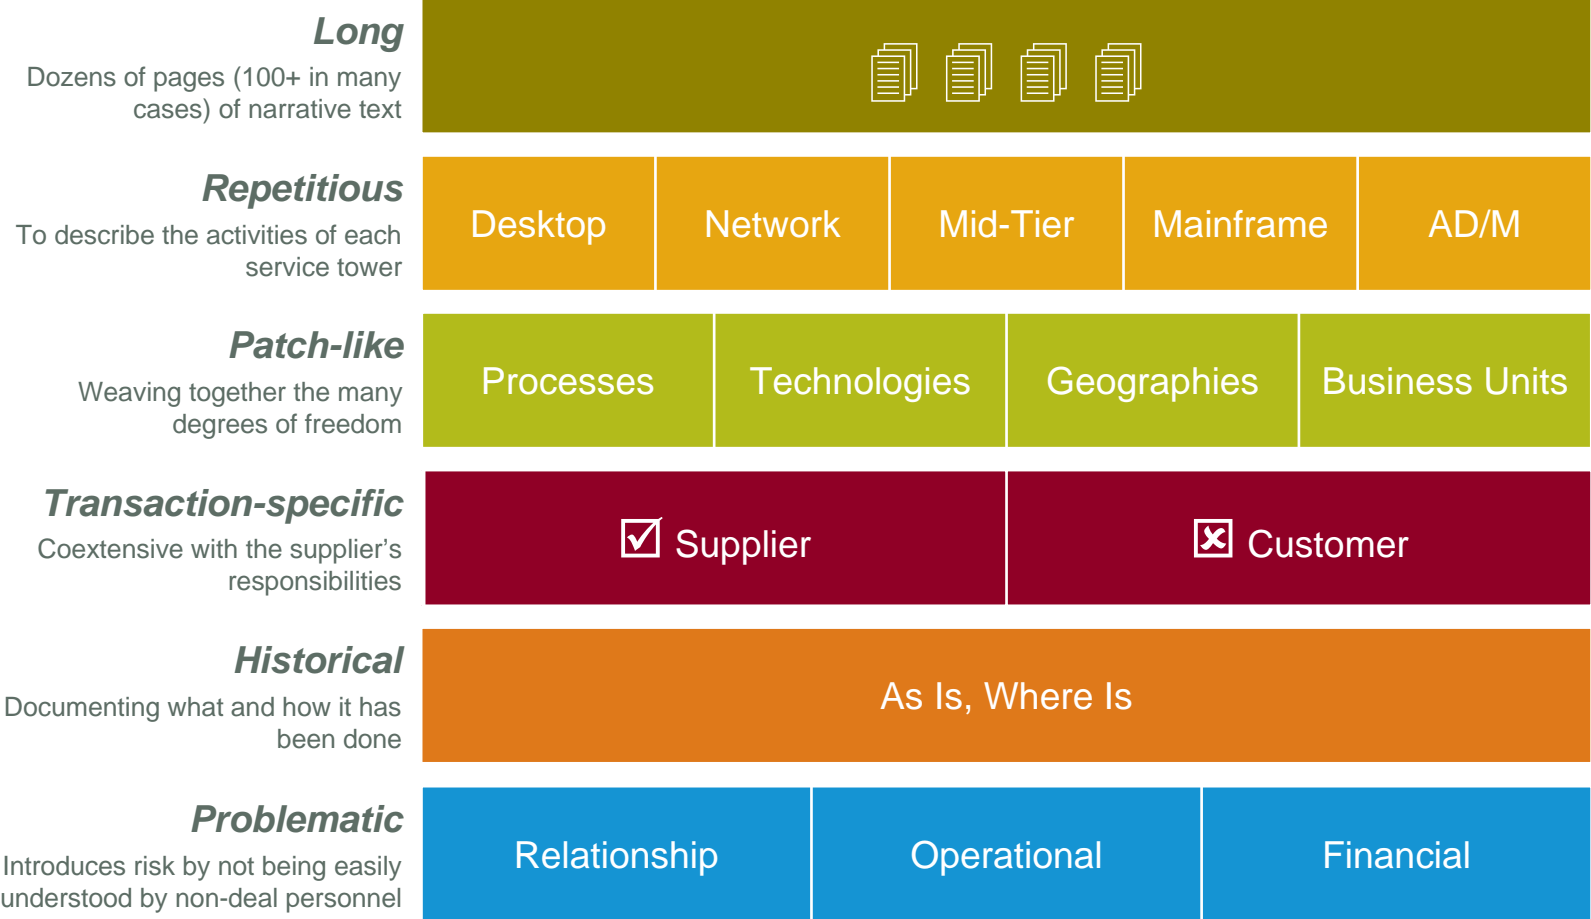 Long
Dozens of pages (100+ in many
cases) of narrative text
Repetitious
To describe the activities of each
service tower
Desktop
Network
Mid-Tier
Mainframe
AD/M
Patch-like
Weaving together the many
degrees of freedom
Processes
Technologies
Geographies
Business Units
Transaction-specific
Coextensive with the supplier's
responsibilities
Supplier
Customer
Historical
Documenting what and how it has
been done
As Is, Where Is
Problematic
Introduces risk by not being easily
understood by non-deal personnel
Relationship
Operational
Financial